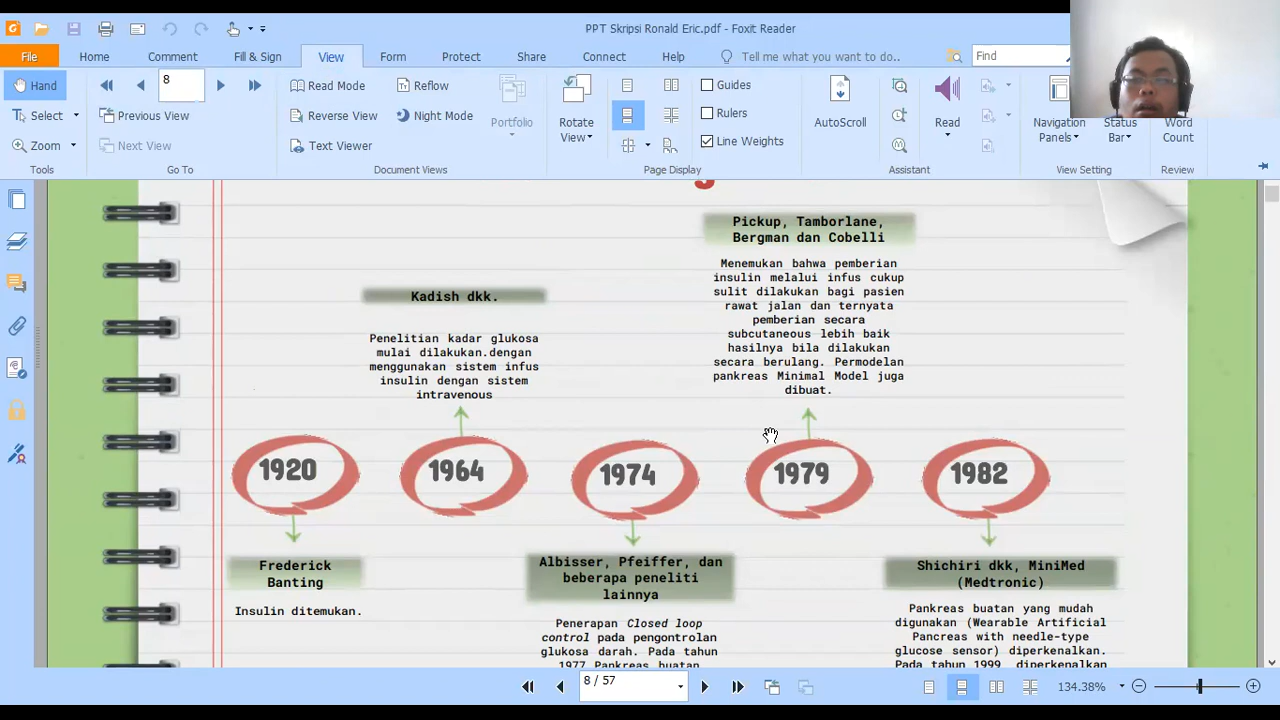 PPT Skripsi Ronald Eric.pdf - Foxit Reader
File
Home
Comment
Fill & Sign
View
Form
Protect
Share
Connect
Help
Tell me what you want to do..
Find
Hand
8
Read Mode
Reflow
Guides
Select
Previous View
Reverse View
Night Mode
Portfolio
Rotate
View
Rulers
AutoScroll
Read
Navigation
Panels
Status
Bar
Word
Count
Zoom
Next View
Text Viewer
Line Weights
Tools
Go To
Document Views
Page Display
Assistant
View Setting
Review
Pickup, Tamborlane,
Bergman dan Cobelli
Menemukan bahwa pemberian
insulin melalui infus cukup
sulit dilakukan bagi pasien
rawat jalan dan ternyata
pemberian secara
subcutaneous lebih baik
hasilnya bila dilakukan
secara berulang. Permodelan
pankreas Minimal Model juga
dibuat.
Kadish dkk.
Penelitian kadar glukosa
mulai dilakukan.dengan
menggunakan sistem infus
insulin dengan sistem
intravenous
1920
1964
1974
1979
1982
Frederick
Banting
Insulin ditemukan.
Albisser, Pfeiffer, dan
beberapa peneliti
lainnya
Penerapan Closed loop
control pada pengontrolan
glukosa darah. Pada tahun
1977 Pankreas buatan
Shichiri dkk, MiniMed
(Medtronic)
Pankreas buatan yang mudah
digunakan (Wearable Artificial
Pancreas with needle-type
glucose sensor) diperkenalkan.
Pada tahun 1999 diperkenalkan
8 / 57
134.38%